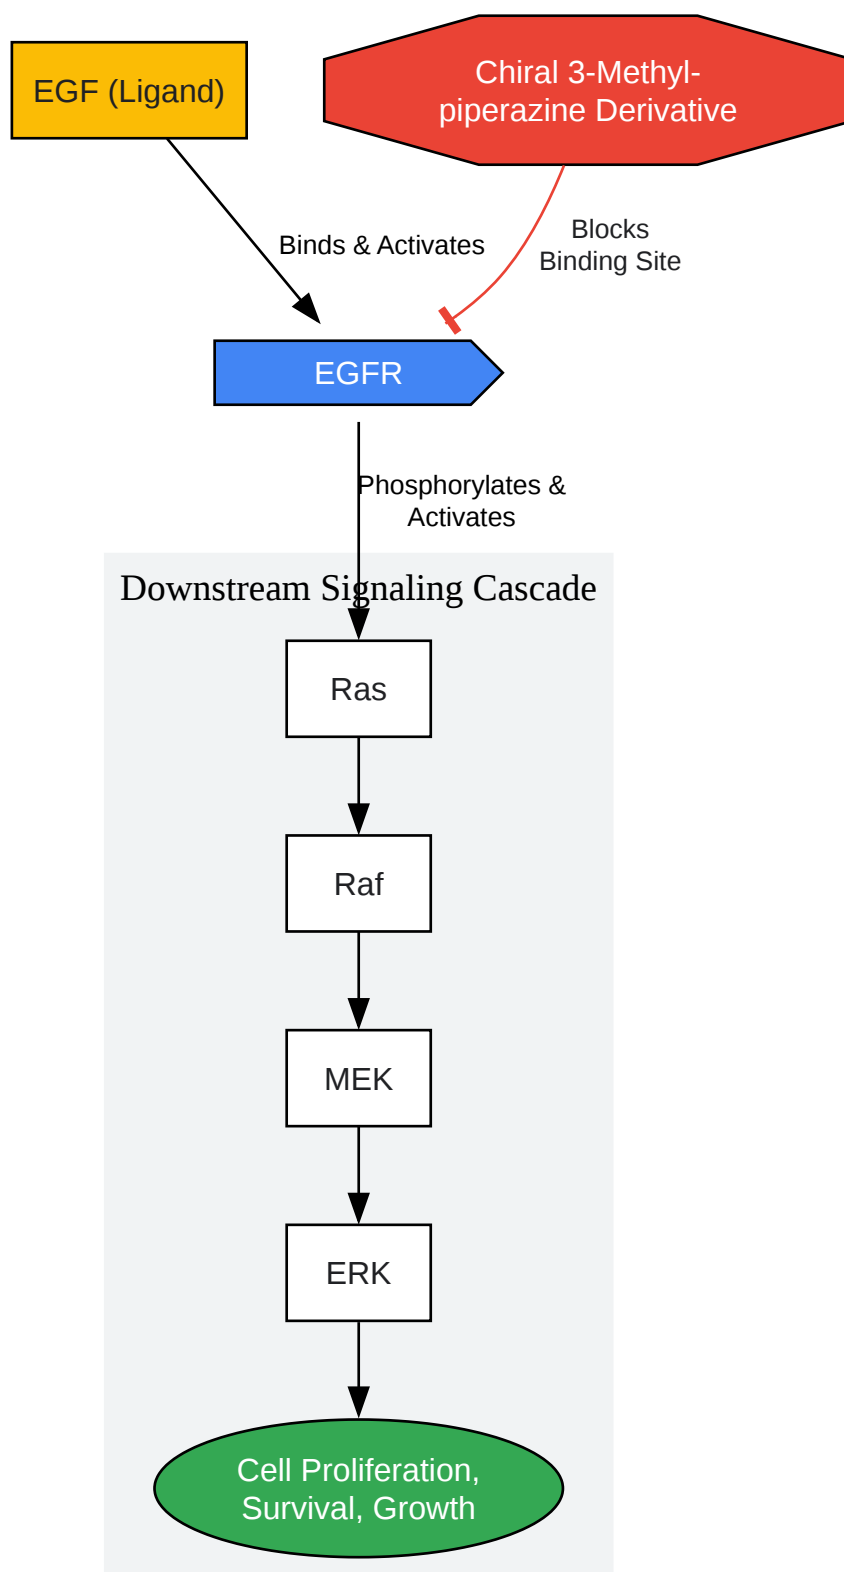 EGF (Ligand)
Chiral 3-Methyl-
piperazine Derivative
Binds & Activates
Blocks
Binding Site
EGFR
Phosphorylates &
Activates
Downstream Signaling Cascade
Ras
Raf
MEK
ERK
Cell Proliferation,
Survival, Growth